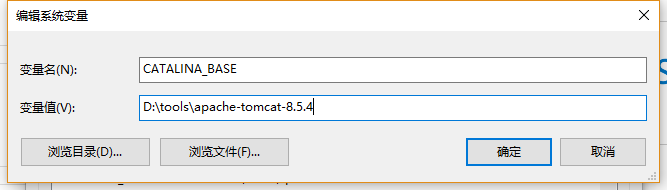 编辑系统变量
变量名(N):
CATALINA_BASE
变量值(V):
D:\tools\apache-tomcat-8.5.4
浏览目录(D)...
浏览文件(F)...
确定
取消